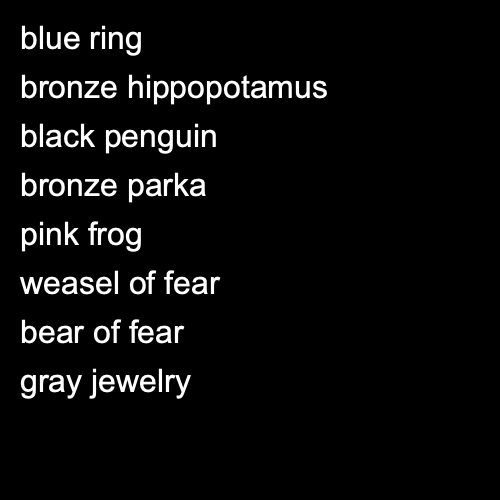 blue ring
bronze hippopotamus
black penguin
bronze parka
pink frog
weasel of fear
bear of fear
gray jewelry